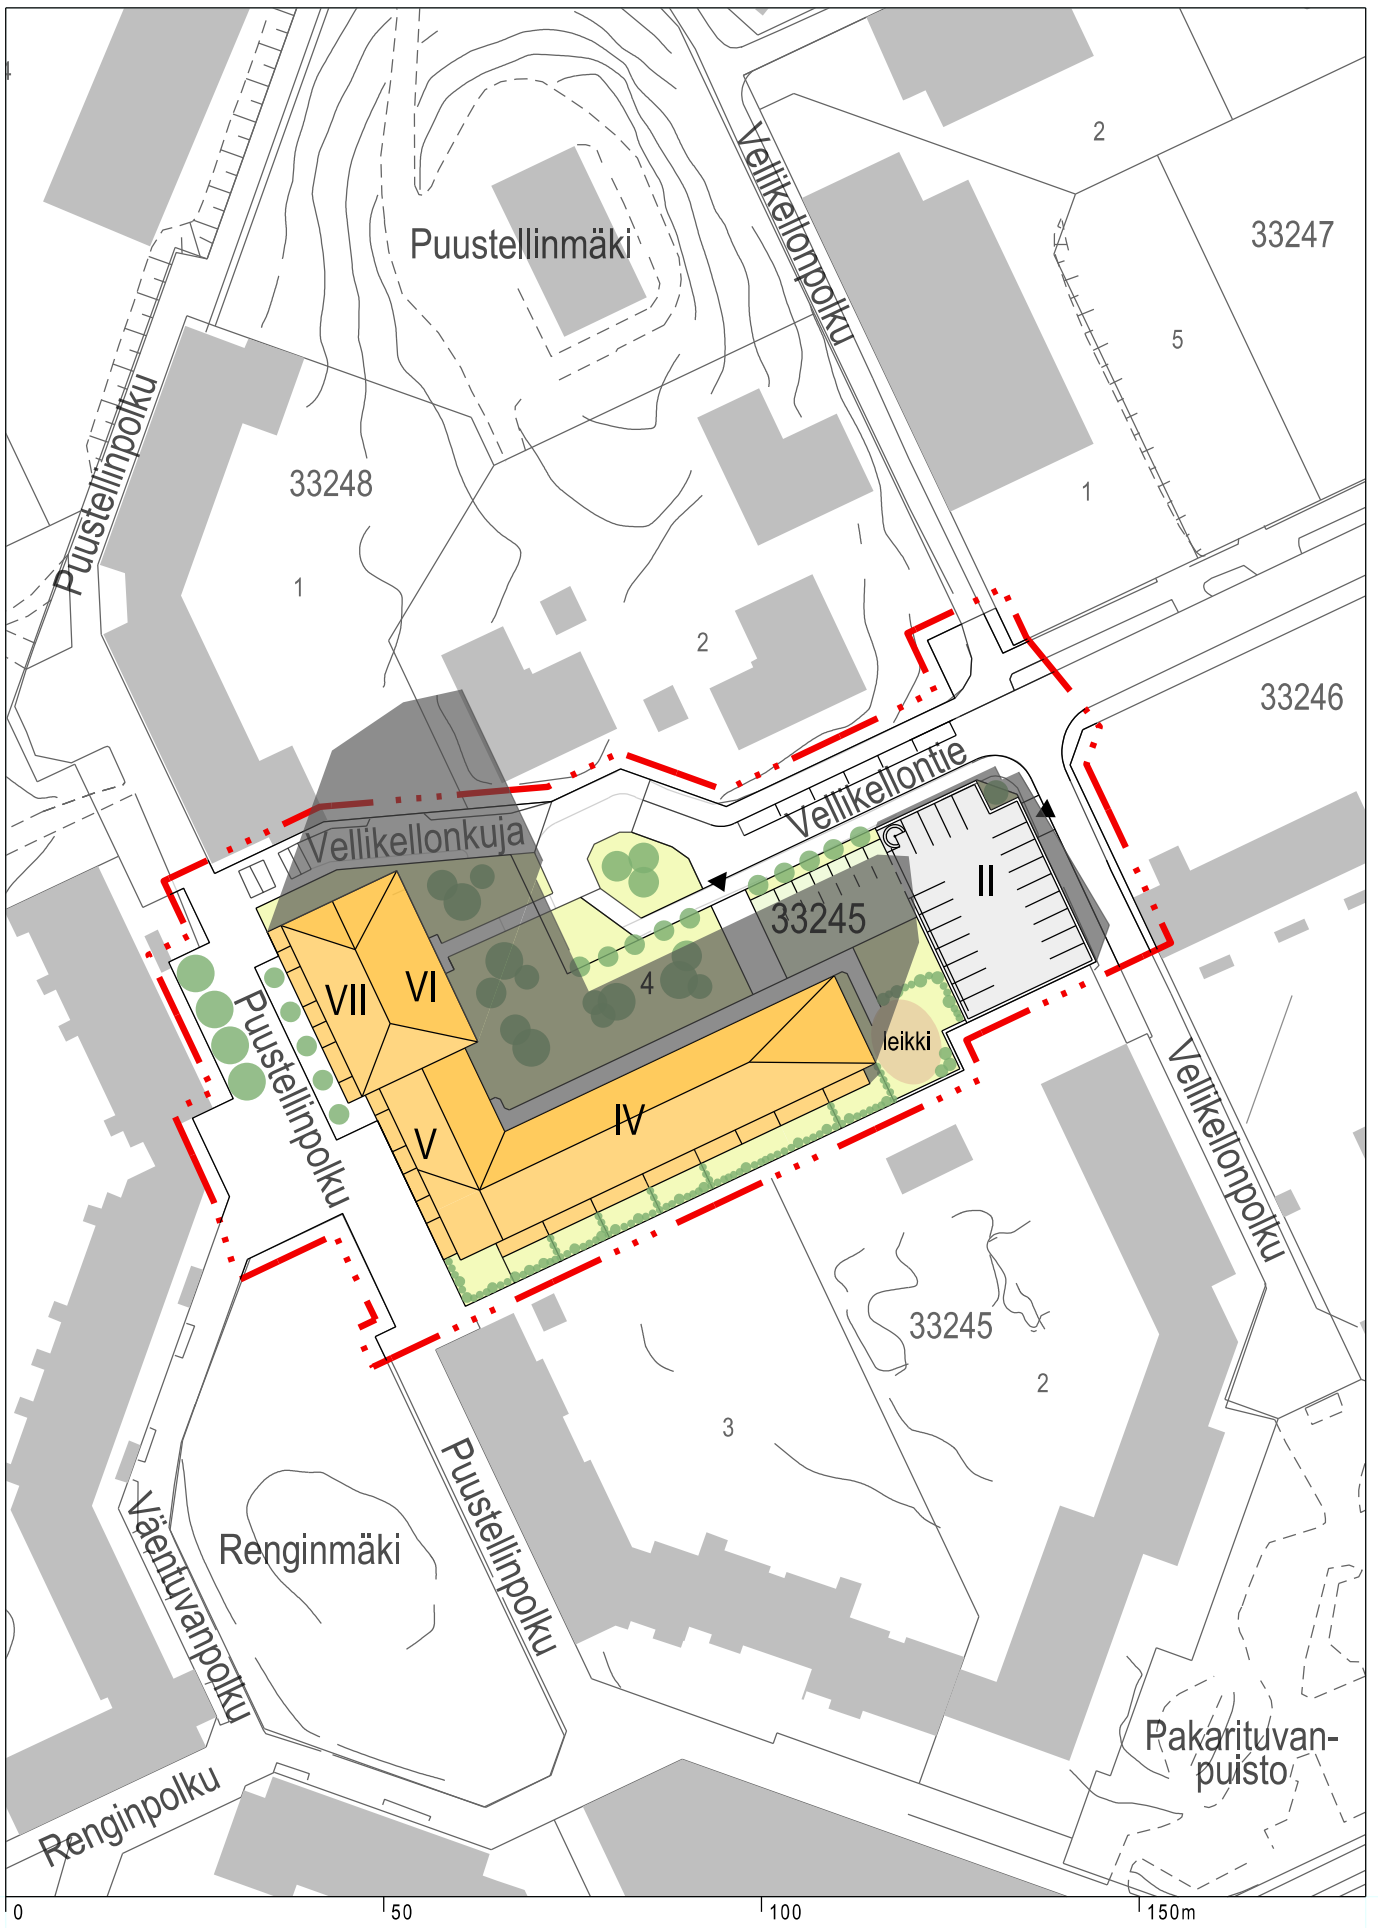 4
2
Vellikellonpolku
33247
Puustellinmäki
5
Puustellinpolku
33248
1
1
2
33246
Vellikellontie
Vellikellonkuja
II
33245
4
VII
VI
leikki
Puustellinpolku
IV
V
Vellikellonpolku
33245
2
3
Puustellinpolku
Väentuvanpolku
Renginmäki
Pakarituvan-
puisto
Renginpolku
0
50
100
150m